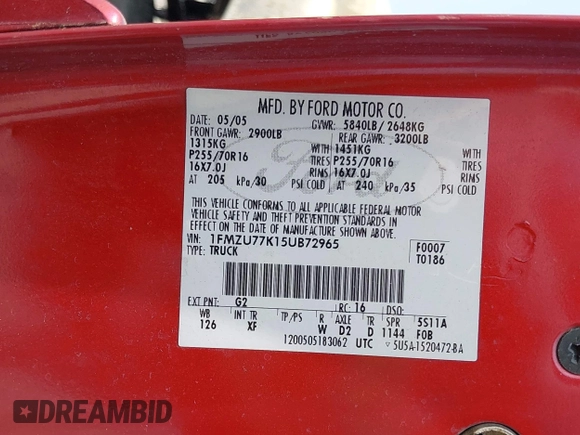 MFD. BY FORD MOTOR CO.
DATE: 05/05 GVWR: 5840LB/ 2648KG
FRONT GAWR: 2900LB REAR GAWR: 3200LB
1315KG WITH 1451KG WITH
P255/70R16 TIRES P255/70R16 TIRES
16X7.0J RIMS 16X7.0J RIMS
AT 205 kPa/30 PSI COLD AT 240 kPa/35 PSI COLD
Ford
THIS VEHICLE CONFORMS TO ALL APPLICABLE FEDERAL MOTOR
VEHICLE SAFETY AND THEFT PREVENTION STANDARDS IN
EFFECT ON THE DATE OF MANUFACTURE SHOWN ABOVE.
VIN: 1FMZU77K15UB72965 F0007
TYPE: TRUCK T0186
EXT PNT: G2 RC: 16 DSO:
WB INT TR TP/PS R AXLE TR SPR 5S11A
126 XF W D2 D 1144 FOB
1200505183062 UTC ▽ 5U5A-1520472-BA
DREAMBID